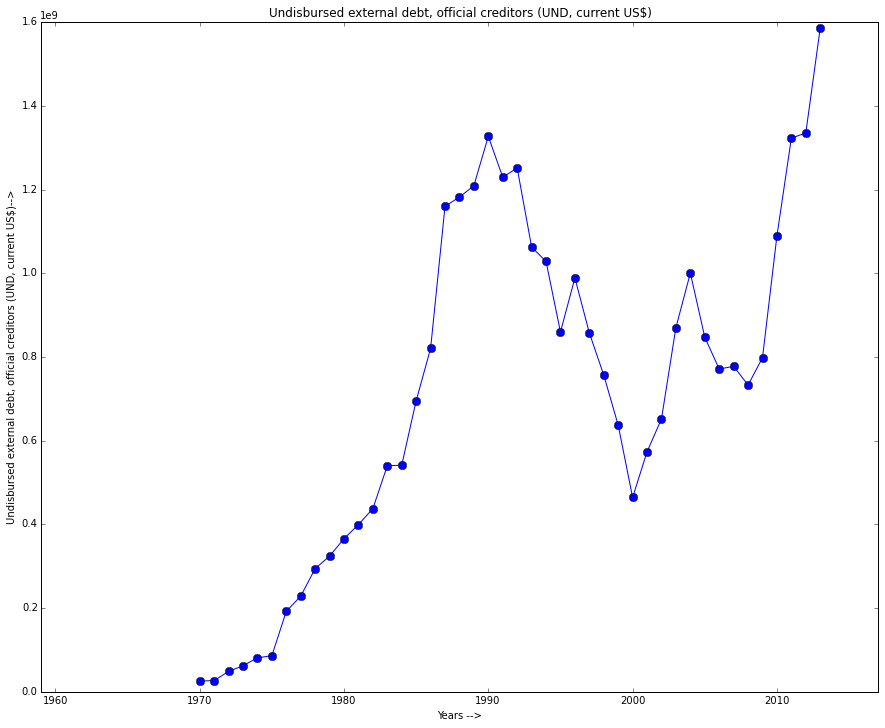 Undisbursed external debt, official creditors (UND, current US$)
1e9
1.6
1.4
1.2
1.0
0.8
0.6
0.4
0.2
0.0
Undisbursed external debt, official creditors (UND, current US$)-->
1960 1970 1980 1990 2000 2010
Years -->